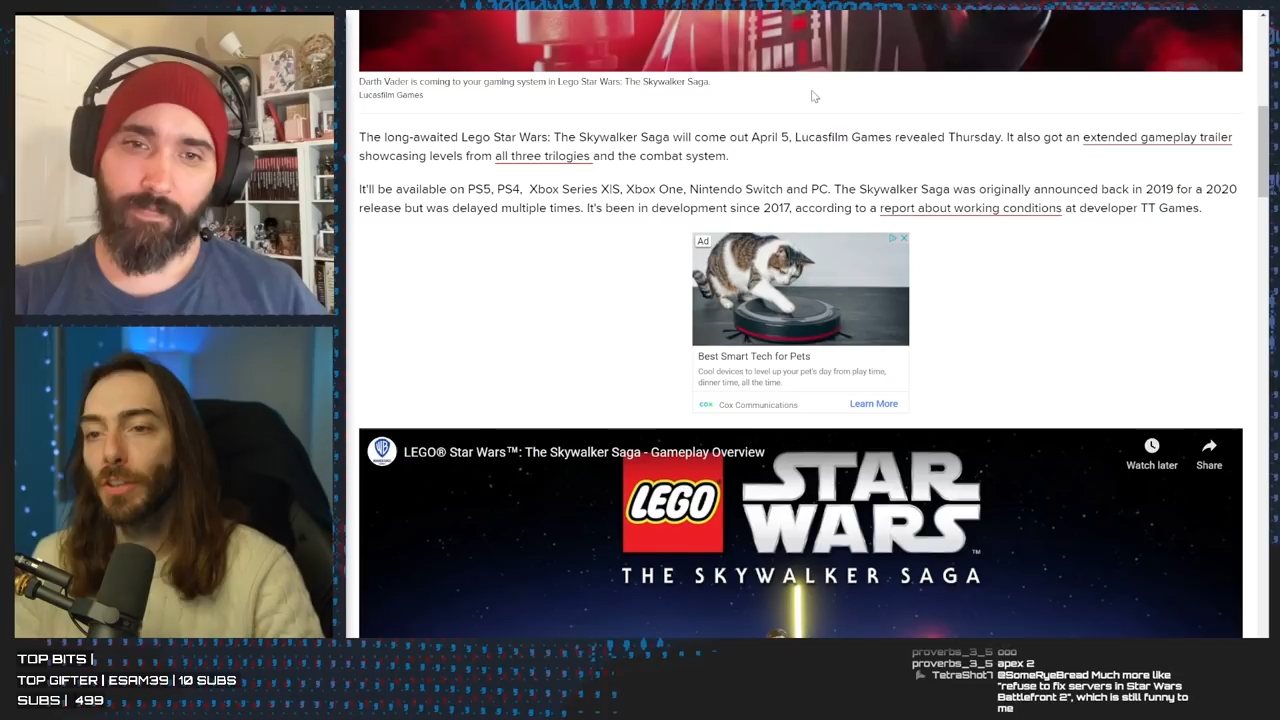 Darth Vader is coming to your gaming system in Lego Star Wars: The Skywalker Saga.
Lucasfilm Games
The long-awaited Lego Star Wars: The Skywalker Saga will come out April 5, Lucasfilm Games revealed Thursday. It also got an extended gameplay trailer
showcasing levels from all three trilogies and the combat system.
It'll be available on PS5, PS4, Xbox Series X|S, Xbox One, Nintendo Switch and PC. The Skywalker Saga was originally announced back in 2019 for a 2020
release but was delayed multiple times. It's been in development since 2017, according to a report about working conditions at developer TT Games.
Ad
Best Smart Tech for Pets
Cool devices to level up your pet's day from play time,
dinner time, all the time.
cox Cox Communications Learn More
LEGO® Star Wars™: The Skywalker Saga - Gameplay Overview
Watch later Share
LEGO
STAR
WARS™
THE SKYWALKER SAGA
TOP BITS |
TOP GIFTER | ESAM39 | 10 SUBS
SUBS | 499
proverbs_3_5 ooo
proverbs_3_5 apex 2
TetraShot7 @SomeRyeBread Much more like
"refuse to fix servers in Star Wars
Battlefront 2", which is still funny to
me